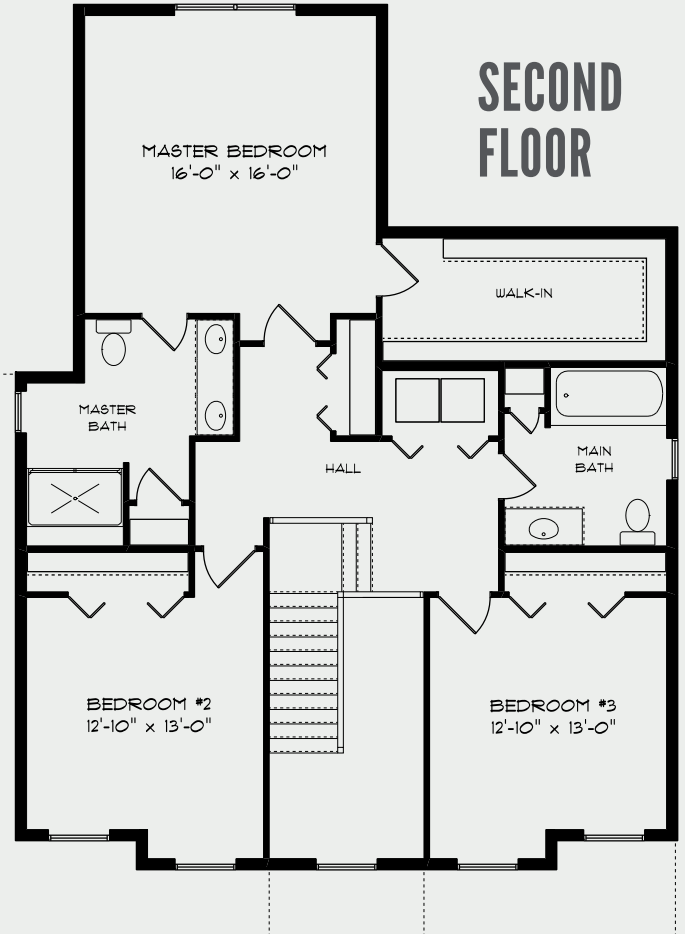 SECOND
FLOOR
MASTER BEDROOM
16'-0" x 16'-0"
WALK-IN
MASTER
BATH
MAIN
BATH
HALL
BEDROOM #2
12'-10" x 13'-0"
BEDROOM #3
12'-10" x 13'-0"